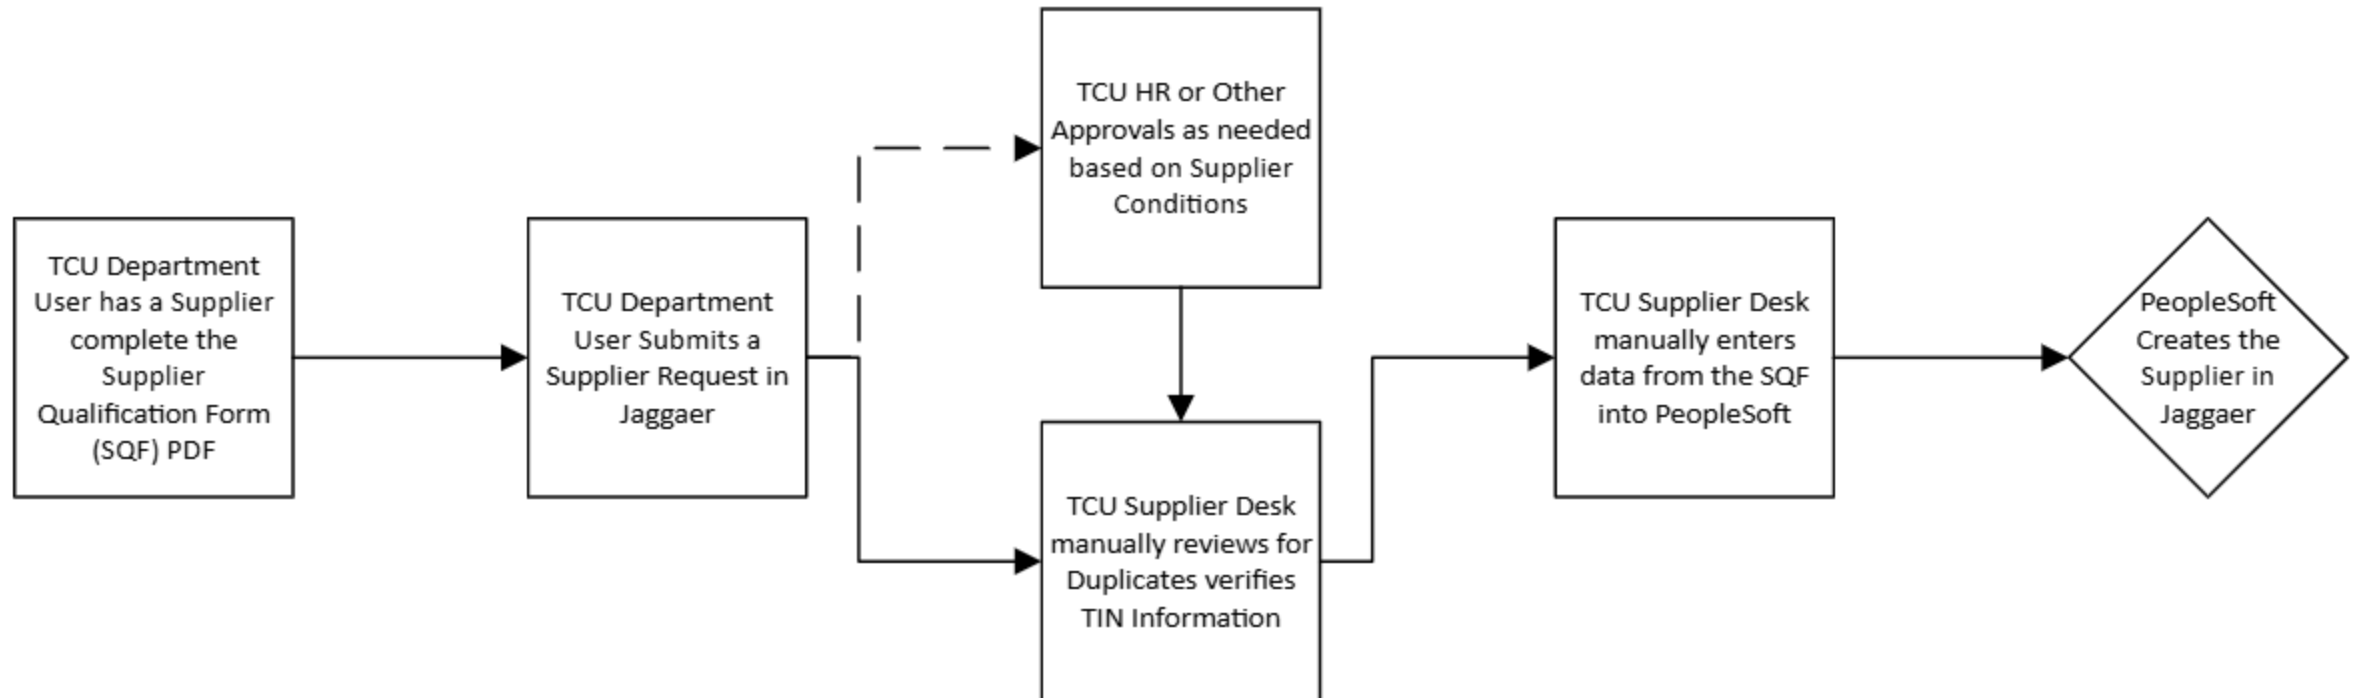 TCU Department
User has a Supplier
complete the
Supplier
Qualification Form
(SQF) PDF
TCU Department
User Submits a
Supplier Request in
Jaggaer
TCU HR or Other
Approvals as needed
based on Supplier
Conditions
TCU Supplier Desk
manually reviews for
Duplicates verifies
TIN Information
TCU Supplier Desk
manually enters
data from the SQF
into PeopleSoft
PeopleSoft
Creates the
Supplier in
Jaggaer